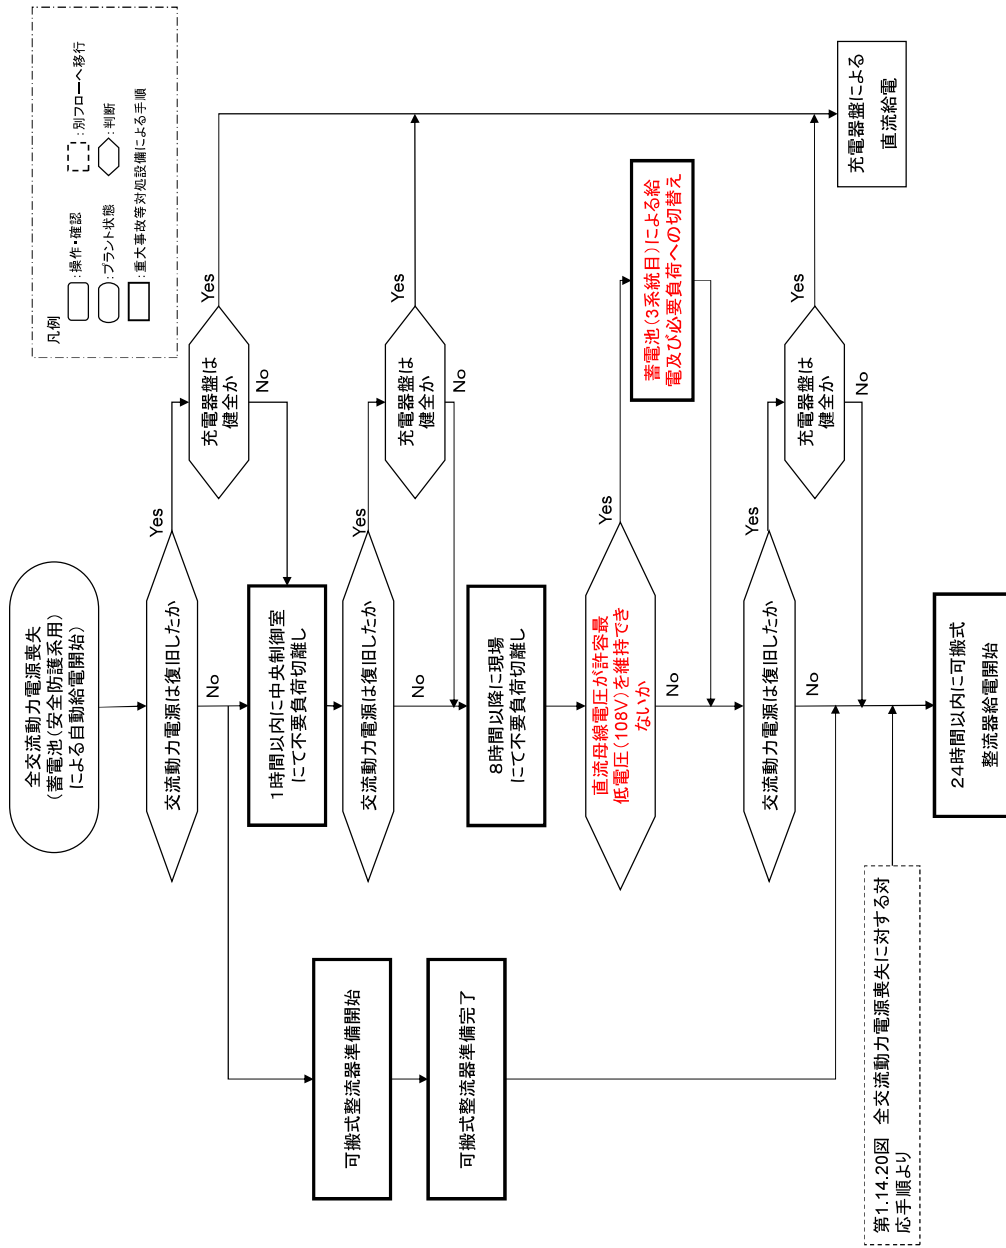 全交流動力電源喪失
(蓄電池(安全防護系用)
による自動給電開始)
交流動力電源は復旧したか
Yes
No
充電器盤は
健全か
Yes
No
1時間以内に中央制御室
にて不要負荷切離し
交流動力電源は復旧したか
Yes
No
充電器盤は
健全か
Yes
No
8時間以降に現場
にて不要負荷切離し
直流母線電圧が許容最
低電圧(108V)を維持でき
ないか
Yes
No
蓄電池(3系統目)による給
電及び必要負荷への切替え
交流動力電源は復旧したか
Yes
No
充電器盤は
健全か
Yes
No
充電器盤による
直流給電
可搬式整流器準備開始
可搬式整流器準備完了
第1.14.20図 全交流動力電源喪失に対する対
応手順より
24時間以内に可搬式
整流器給電開始
凡例
:操作・確認
:別フローへ移行
:プラント状態
:判断
:重大事故等対処設備による手順